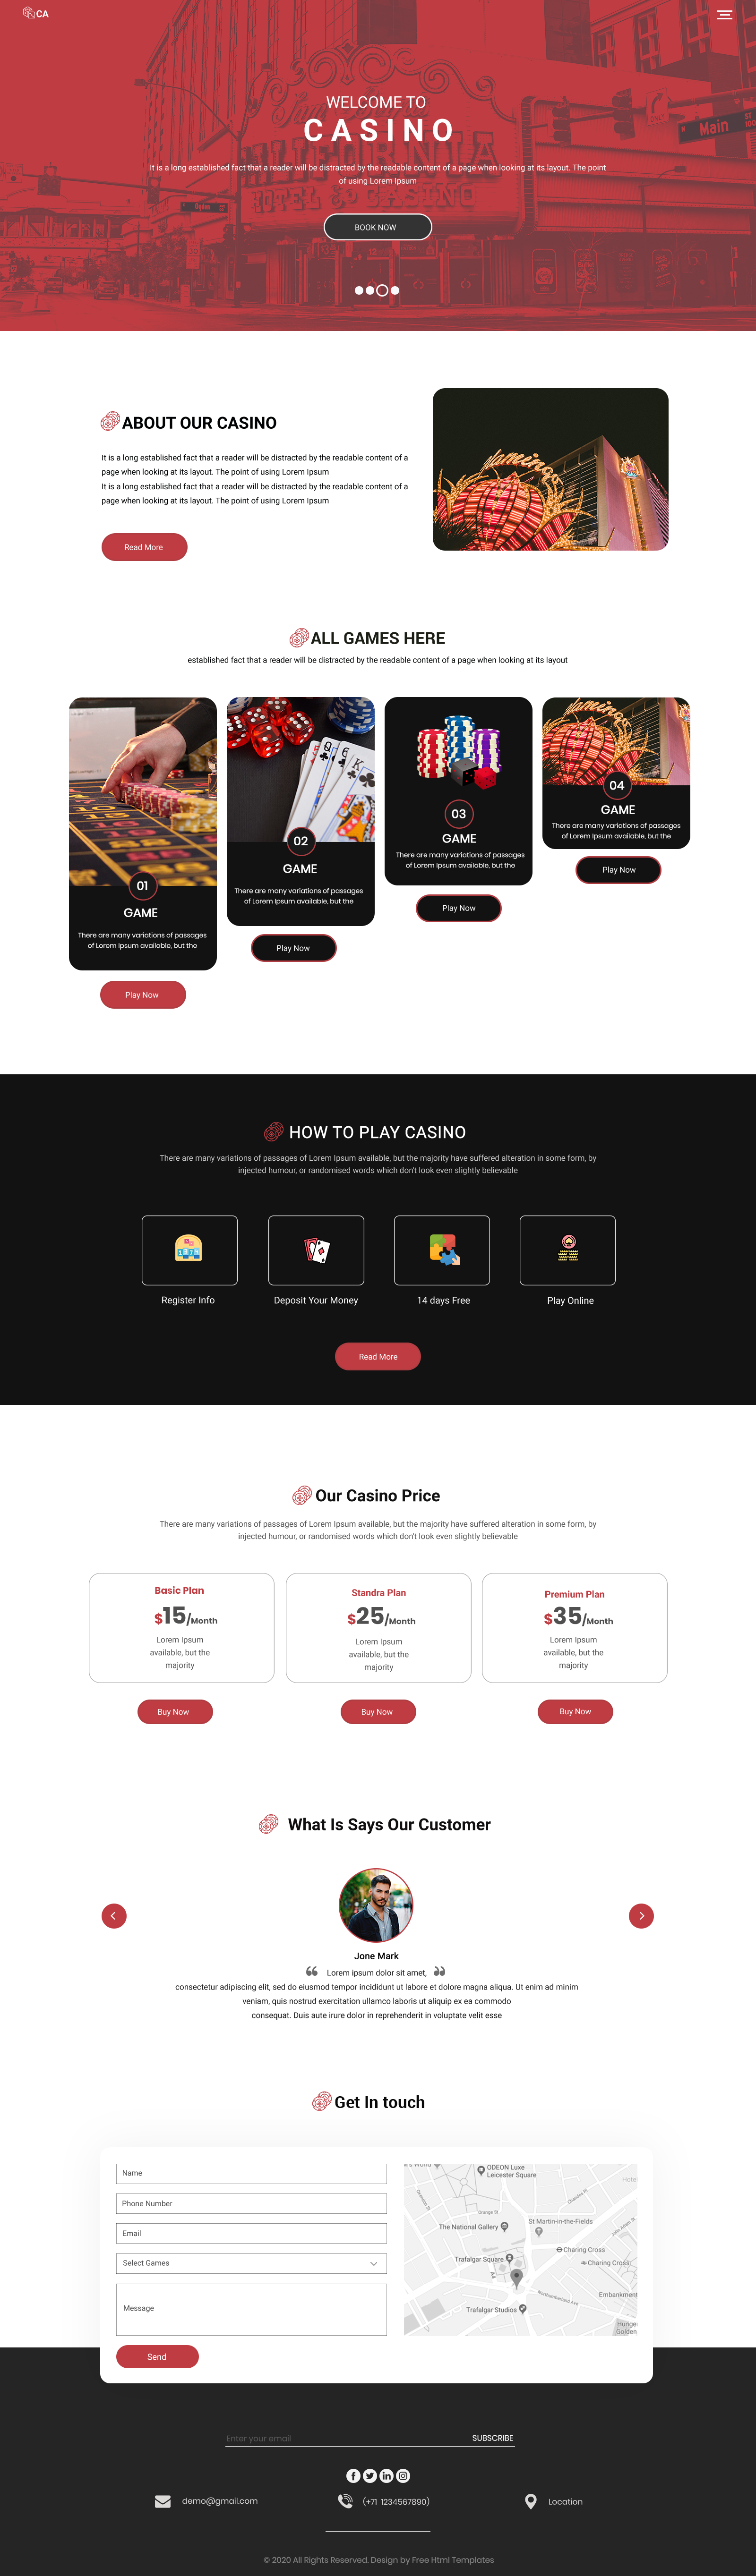 CA
WELCOME TO
CASINO
It is a long established fact that a reader will be distracted by the readable content of a page when looking at its layout. The point
of using Lorem Ipsum
HOTEL & CASINO
Main ST
100
BOOK NOW
ABOUT OUR CASINO
It is a long established fact that a reader will be distracted by the readable content of a
page when looking at its layout. The point of using Lorem Ipsum
It is a long established fact that a reader will be distracted by the readable content of a
page when looking at its layout. The point of using Lorem Ipsum
Read More
flamingo
ALL GAMES HERE
established fact that a reader will be distracted by the readable content of a page when looking at its layout
01
GAME
There are many variations of passages
of Lorem Ipsum available, but the
Play Now
02
GAME
There are many variations of passages
of Lorem Ipsum available, but the
Play Now
03
GAME
There are many variations of passages
of Lorem Ipsum available, but the
Play Now
flamingo
04
GAME
There are many variations of passages
of Lorem Ipsum available, but the
Play Now
HOW TO PLAY CASINO
There are many variations of passages of Lorem Ipsum available, but the majority have suffered alteration in some form, by
injected humour, or randomised words which don't look even slightly believable
Register Info
Deposit Your Money
14 days Free
Play Online
Read More
Our Casino Price
There are many variations of passages of Lorem Ipsum available, but the majority have suffered alteration in some form, by
injected humour, or randomised words which don't look even slightly believable
Basic Plan
$15/Month
Lorem Ipsum
available, but the
majority
Buy Now
Standra Plan
$25/Month
Lorem Ipsum
available, but the
majority
Buy Now
Premium Plan
$35/Month
Lorem Ipsum
available, but the
majority
Buy Now
What Is Says Our Customer
Jone Mark
Lorem ipsum dolor sit amet,
consectetur adipiscing elit, sed do eiusmod tempor incididunt ut labore et dolore magna aliqua. Ut enim ad minim
veniam, quis nostrud exercitation ullamco laboris ut aliquip ex ea commodo
consequat. Duis aute irure dolor in reprehenderit in voluptate velit esse
Get In touch
Name
Phone Number
Email
Select Games
Message
Send
ODEON Luxe
Leicester Square
Hote
Orange St
St Martin-in-the-Fields
The National Gallery
Charing Cross
Trafalgar Square
Charing Cross
Northumberland Ave
Embankment
Trafalgar Studios
Hunger
Golden
Enter your email
SUBSCRIBE
demo@gmail.com
(+71 1234567890)
Location
© 2020 All Rights Reserved. Design by Free Html Templates